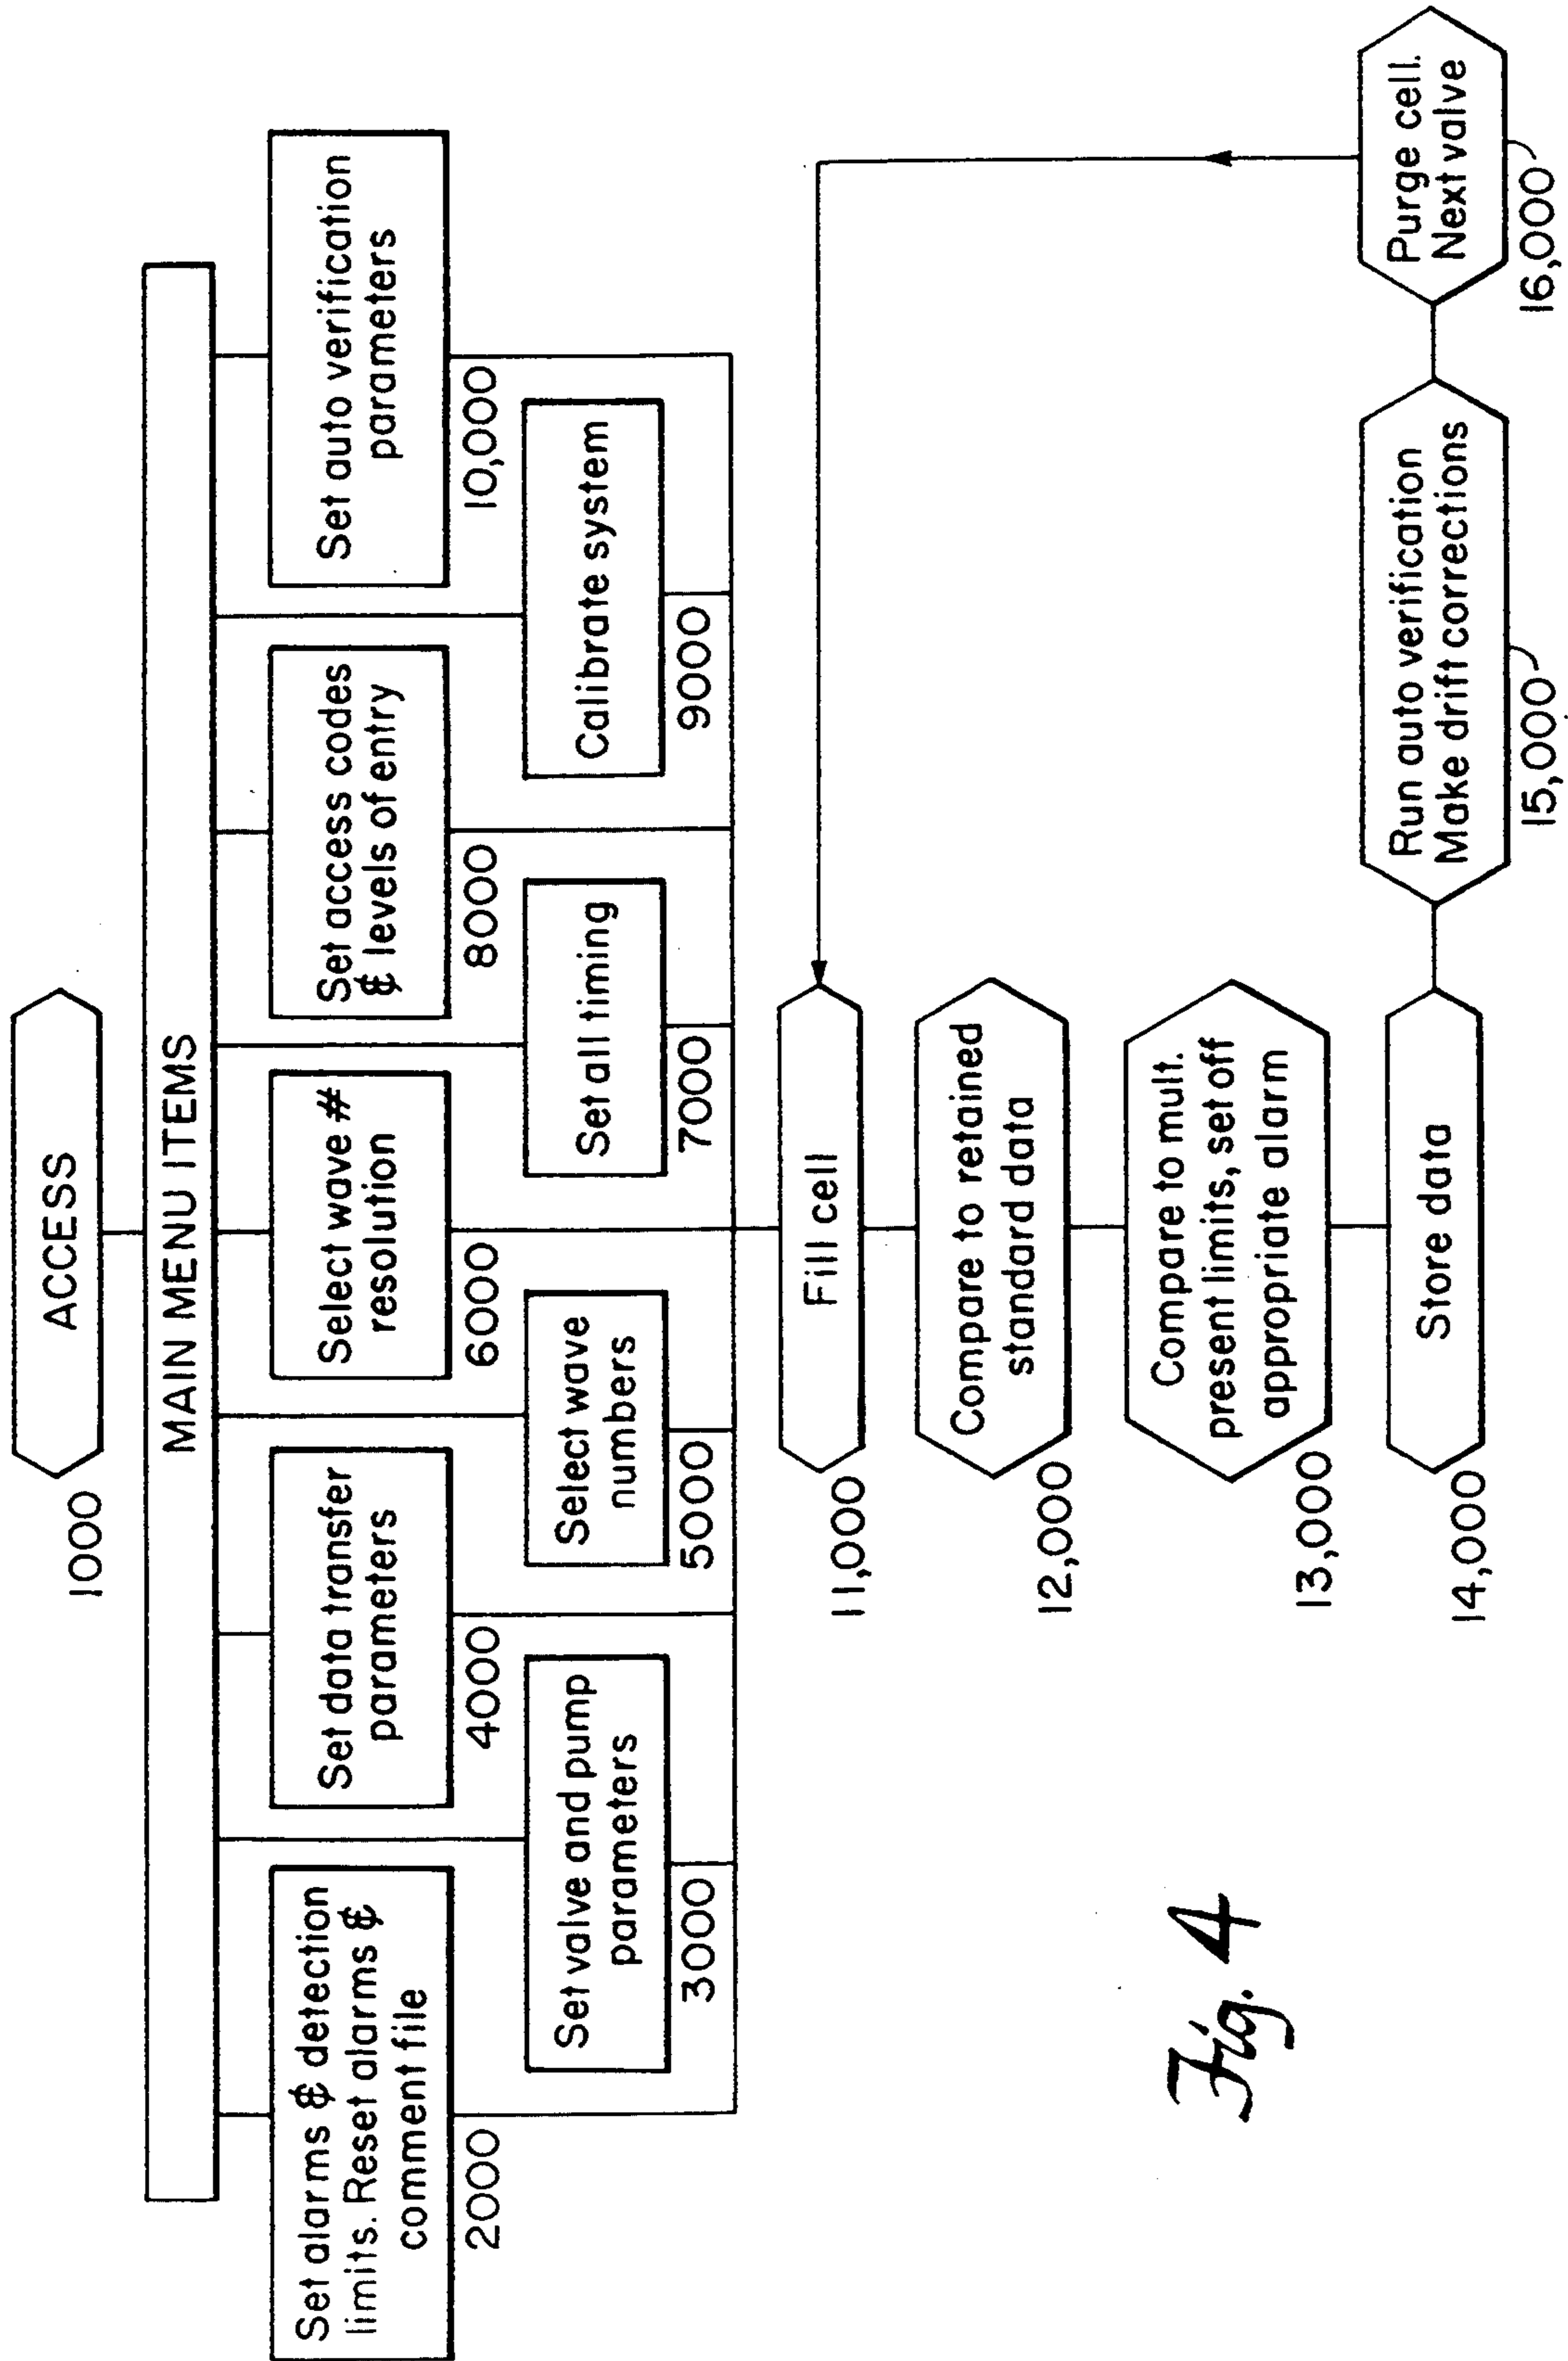 1000
ACCESS
MAIN MENU ITEMS
Set alarms & detection
limits. Reset alarms &
comment file
2000
Set valve and pump
parameters
3000
Set data transfer
parameters
4000
Select wave
numbers
5000
Select wave #
resolution
6000
Set all timing
7000
Set access codes
& levels of entry
8000
Calibrate system
9000
Set auto verification
parameters
10,000
Fill cell
11,000
Compare to retained
standard data
12,000
Compare to mult.
present limits, set off
appropriate alarm
13,000
Store data
14,000
Run auto verification
Make drift corrections
15,000
Purge cell.
Next valve
16,000
Fig. 4